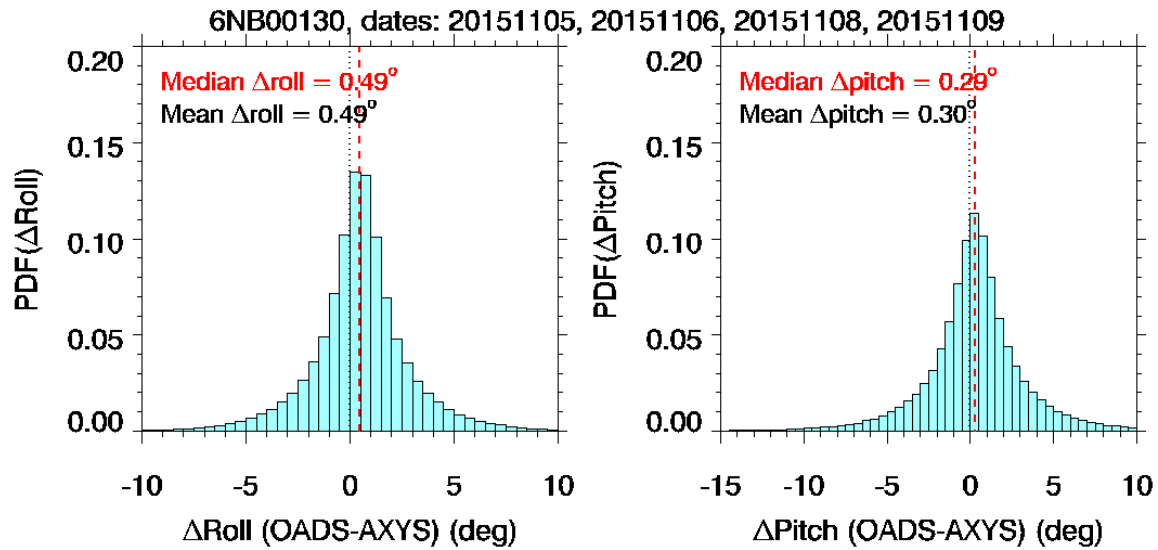 6NB00130, dates: 20151105, 20151106, 20151108, 20151109
Median Δroll = 0.49°
Mean Δroll = 0.49°
0.20
0.15
0.10
0.05
0.00
PDF(ΔRoll)
-10 -5 0 5 10
ΔRoll (OADS-AXYS) (deg)
Median Δpitch = 0.29°
Mean Δpitch = 0.30°
0.20
0.15
0.10
0.05
0.00
PDF(ΔPitch)
-15 -10 -5 0 5 10
ΔPitch (OADS-AXYS) (deg)